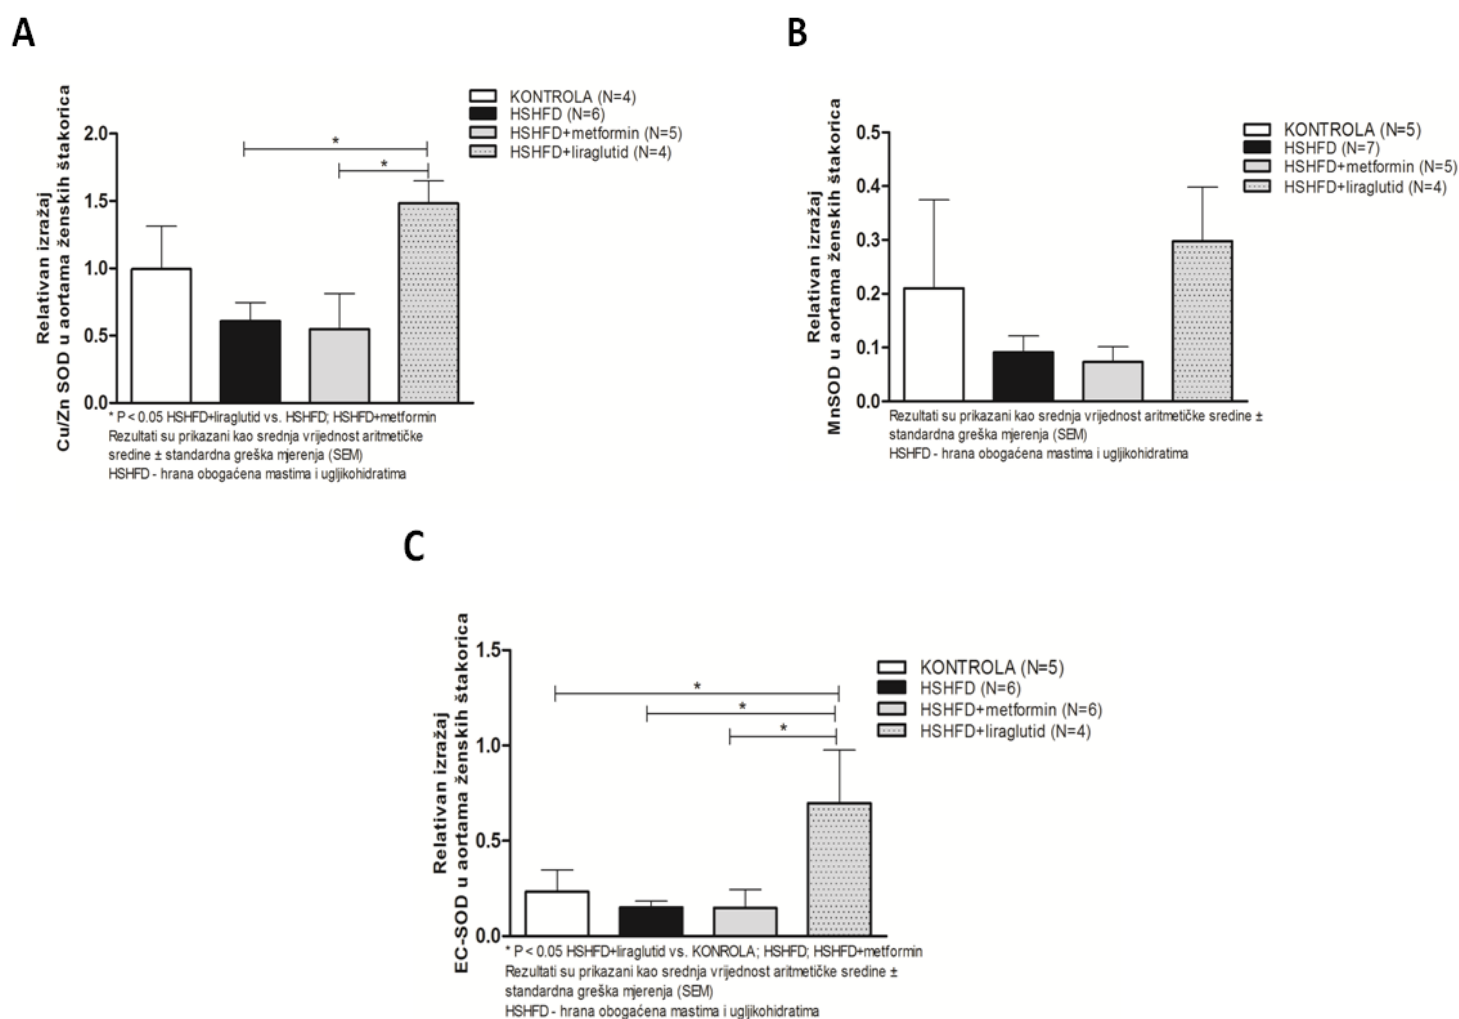 A
Relativan izražaj
Cu/Zn SOD u aortama ženskih štakorica
KONTROLA (N=4)
HSHFD (N=6)
HSHFD+metformin (N=5)
HSHFD+liraglutid (N=4)
2.0
1.5
1.0
0.5
0.0
*
*
* P < 0.05 HSHFD+liraglutid vs. HSHFD; HSHFD+metformin
Rezultati su prikazani kao srednja vrijednost aritmetičke
sredine ± standardna greška mjerenja (SEM)
HSHFD - hrana obogaćena mastima i ugljikohidratima
B
Relativan izražaj
MnSOD u aortama ženskih štakorica
KONTROLA (N=5)
HSHFD (N=7)
HSHFD+metformin (N=5)
HSHFD+liraglutid (N=4)
0.5
0.4
0.3
0.2
0.1
0.0
Rezultati su prikazani kao srednja vrijednost aritmetičke sredine ±
standardna greška mjerenja (SEM)
HSHFD - hrana obogaćena mastima i ugljikohidratima
C
Relativan izražaj
EC-SOD u aortama ženskih štakorica
KONTROLA (N=5)
HSHFD (N=6)
HSHFD+metformin (N=6)
HSHFD+liraglutid (N=4)
1.5
1.0
0.5
0.0
*
*
*
* P < 0.05 HSHFD+liraglutid vs. KONROLA; HSHFD; HSHFD+metformin
Rezultati su prikazani kao srednja vrijednost aritmetičke sredine ±
standardna greška mjerenja (SEM)
HSHFD - hrana obogaćena mastima i ugljikohidratima